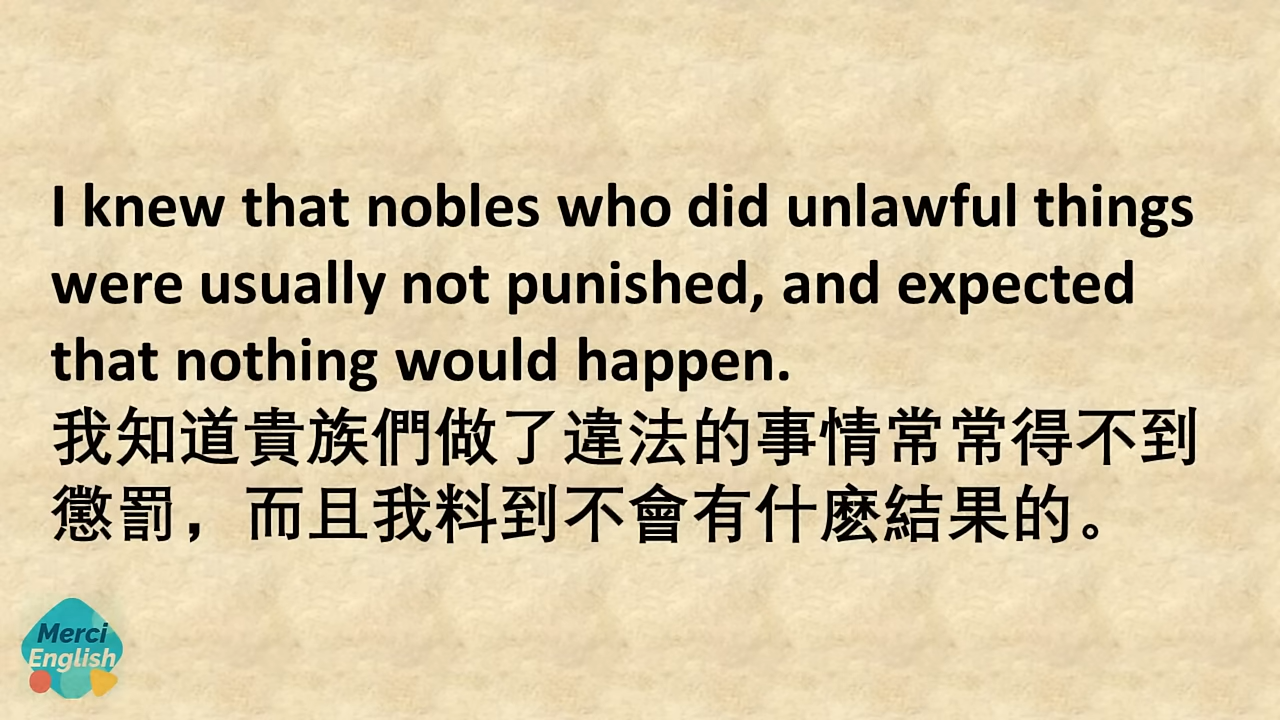 I knew that nobles who did unlawful things
were usually not punished, and expected
that nothing would happen.
我知道貴族們做了違法的事情常常得不到
懲罰，而且我料到不會有什麽結果的。
Merci
English